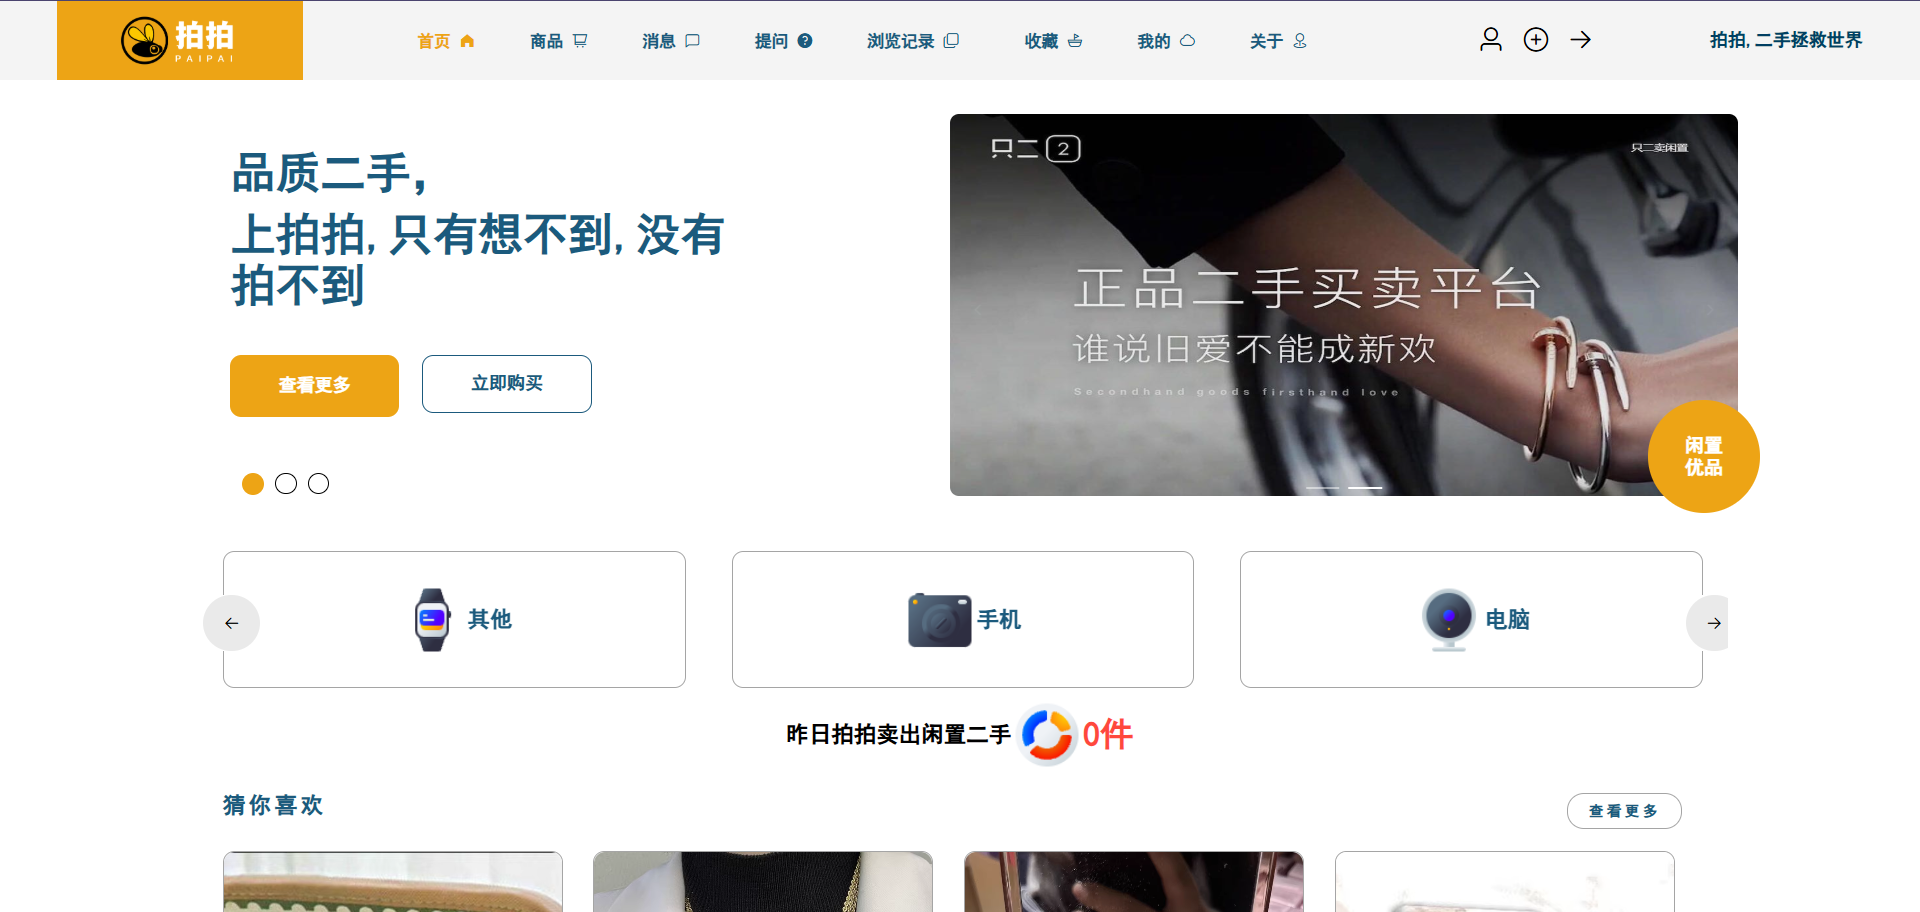 拍拍
PAIPAI
首页
商品
消息
提问
浏览记录
收藏
我的
关于
拍拍, 二手拯救世界
品质二手，
上拍拍, 只有想不到, 没有
拍不到
查看更多
立即购买
只二 2
只二卖闲置
正品二手买卖平台
谁说旧爱不能成新欢
Secondhand goods firsthand love
闲置
优品
其他
手机
电脑
昨日拍拍卖出闲置二手 0件
猜你喜欢
查看更多